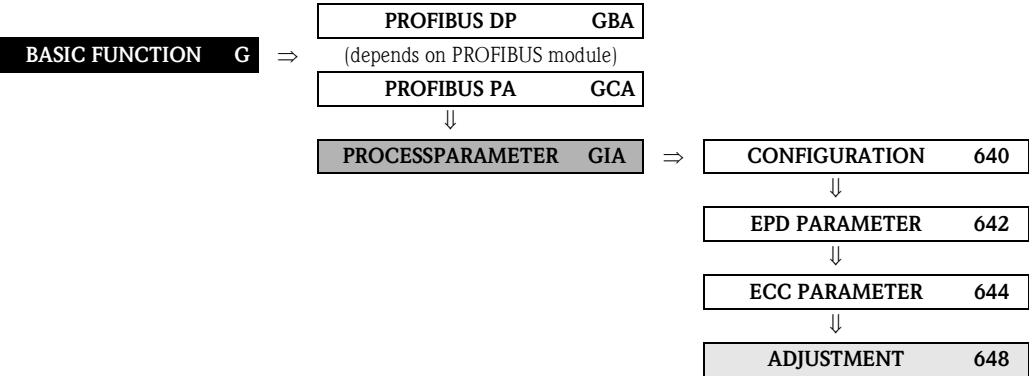 PROFIBUS DP GBA
BASIC FUNCTION G ⇒ (depends on PROFIBUS module)
PROFIBUS PA GCA
⇓
PROCESSPARAMETER GIA ⇒ CONFIGURATION 640
⇓
EPD PARAMETER 642
⇓
ECC PARAMETER 644
⇓
ADJUSTMENT 648